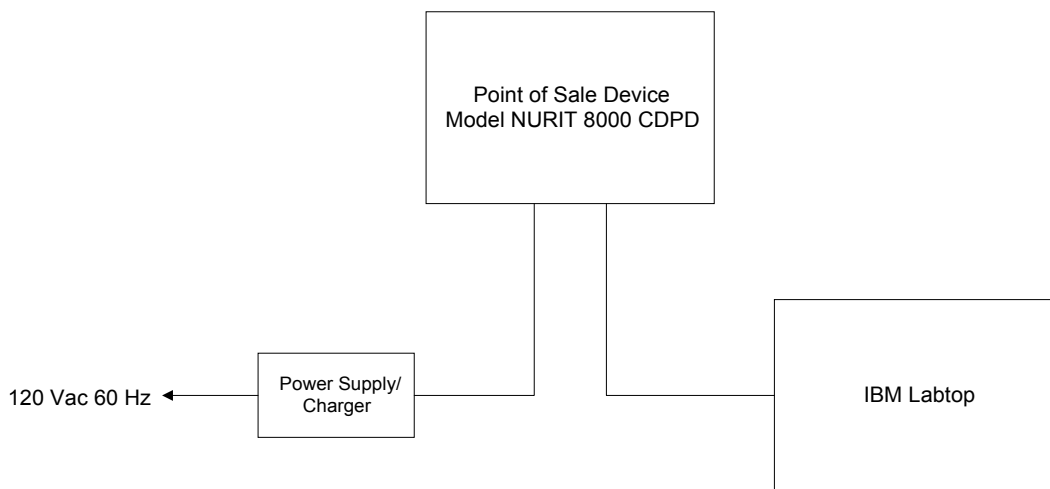 Point of Sale Device
Model NURIT 8000 CDPD
120 Vac 60 Hz
Power Supply/
Charger
IBM Labtop